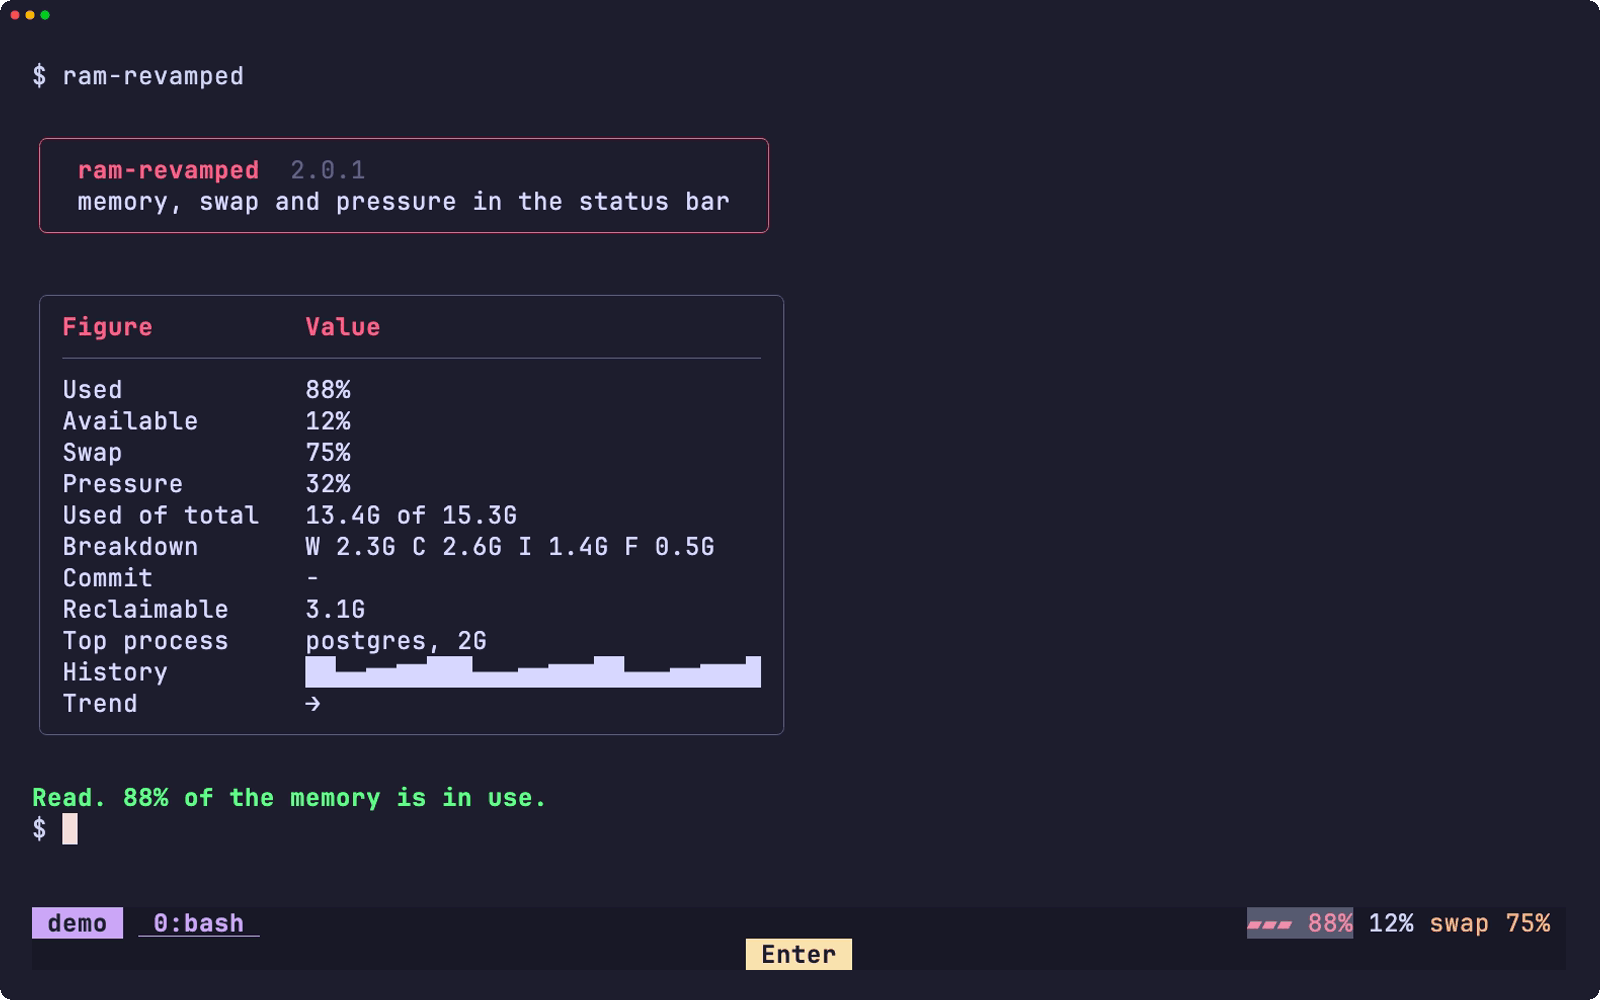 $ ram-revamped
ram-revamped 2.0.1
memory, swap and pressure in the status bar
Figure Value
Used 88%
Available 12%
Swap 75%
Pressure 32%
Used of total 13.4G of 15.3G
Breakdown W 2.3G C 2.6G I 1.4G F 0.5G
Commit -
Reclaimable 3.1G
Top process postgres, 2G
History
Trend →
Read. 88% of the memory is in use.
$
demo 0:bash ▰▰▰ 88% 12% swap 75%
Enter